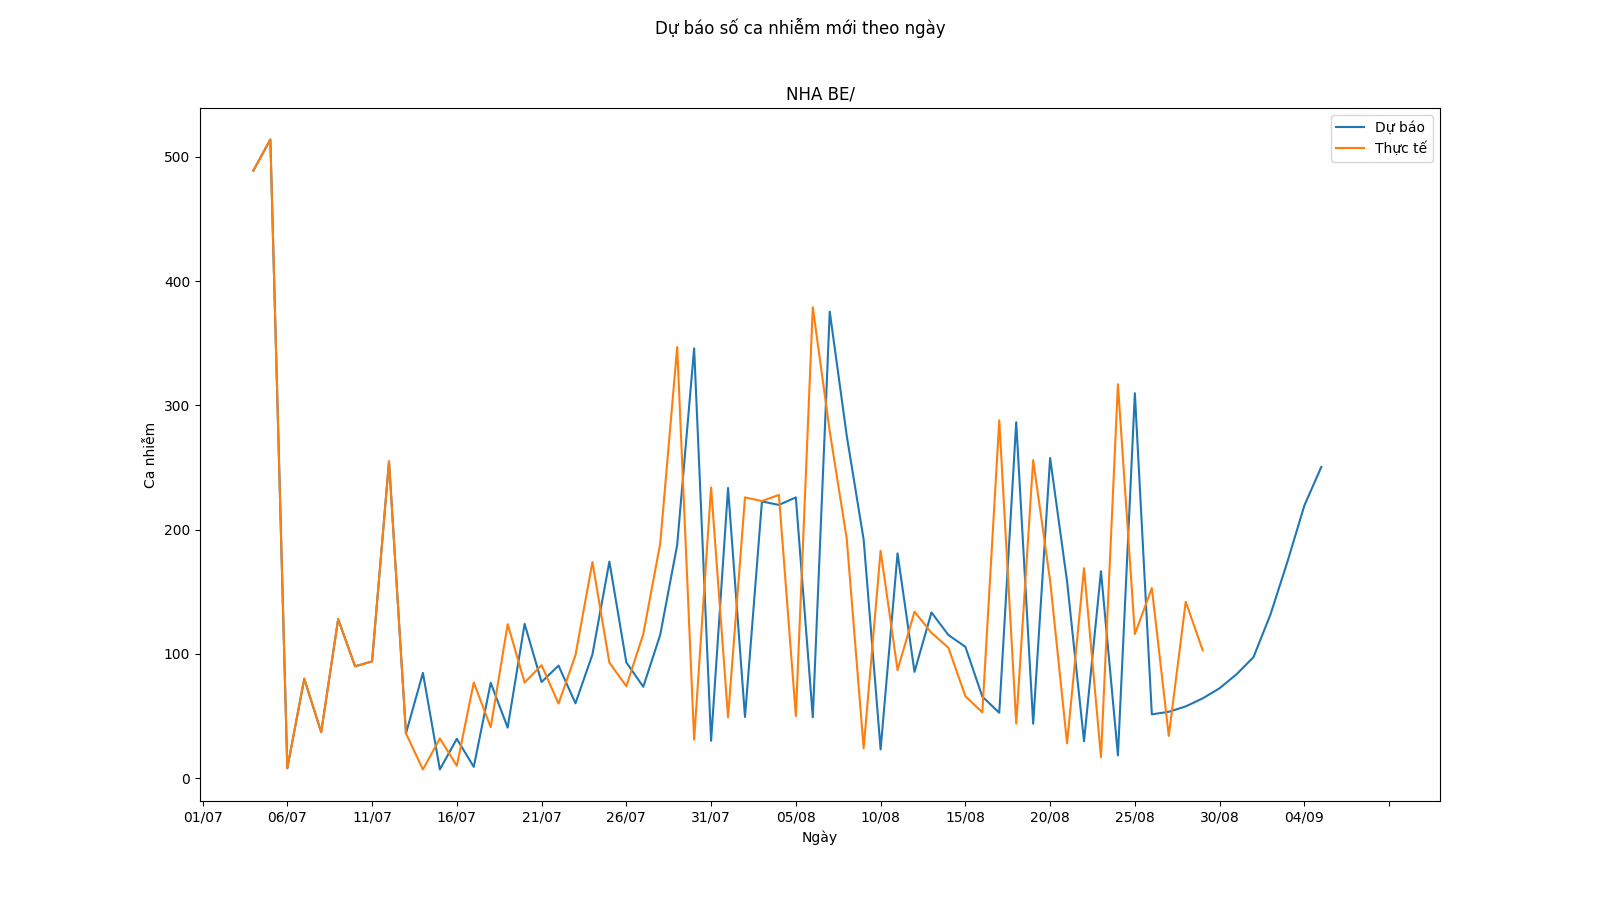 Dự báo số ca nhiễm mới theo ngày
NHA BE/
Dự báo
Thực tế
500
400
300
200
100
0
Ca nhiễm
01/07 06/07 11/07 16/07 21/07 26/07 31/07 05/08 10/08 15/08 20/08 25/08 30/08 04/09
Ngày